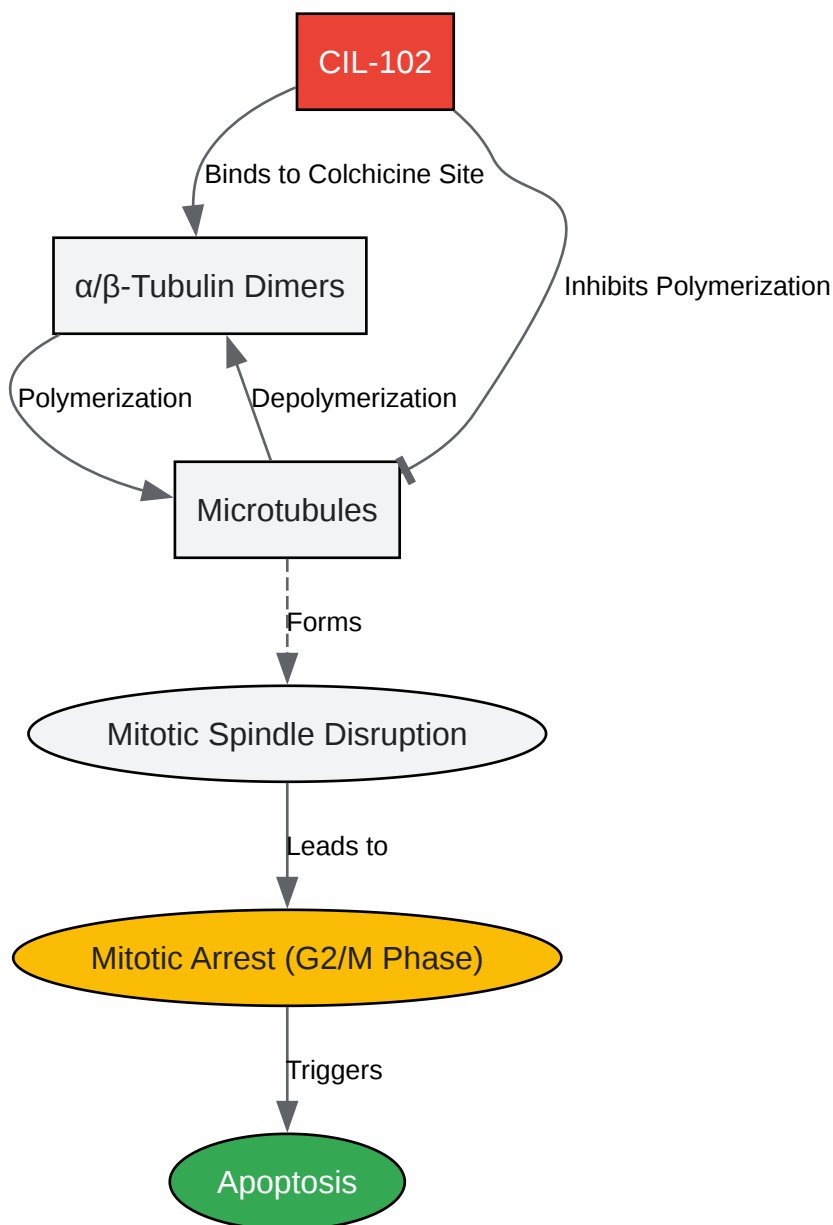 CIL-102
Binds to Colchicine Site
α/β-Tubulin Dimers
Inhibits Polymerization
Polymerization
Depolymerization
Microtubules
Forms
Mitotic Spindle Disruption
Leads to
Mitotic Arrest (G2/M Phase)
Triggers
Apoptosis